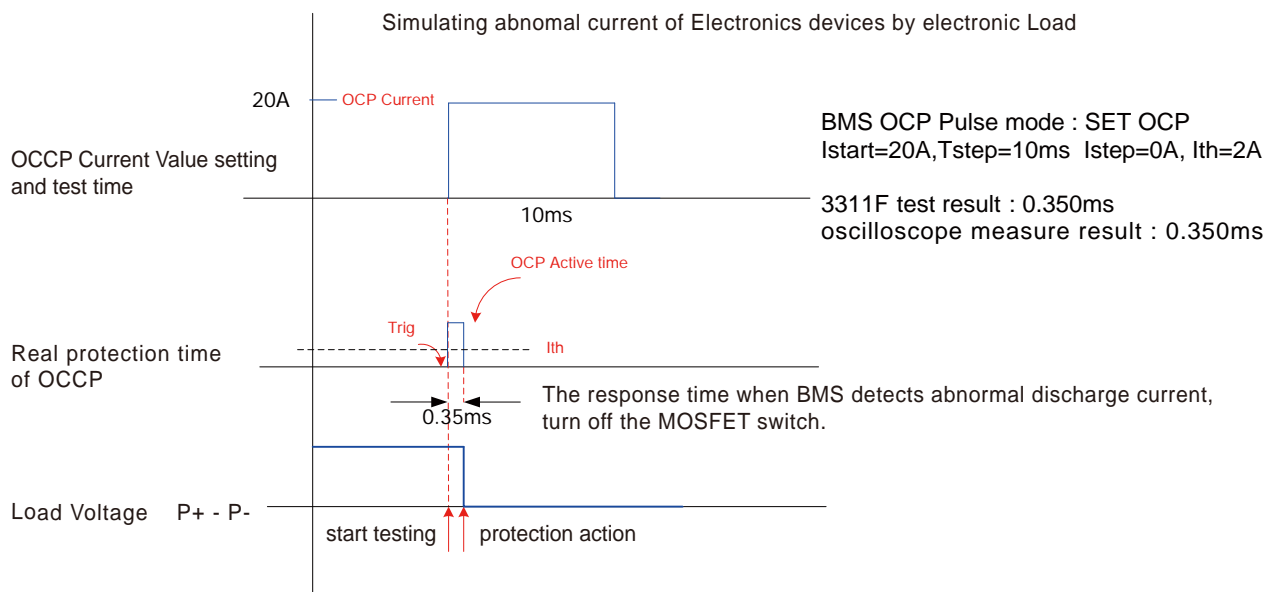 Simulating abnomal current of Electronics devices by electronic Load
20A
OCP Current
OCCP Current Value setting
and test time
10ms
BMS OCP Pulse mode : SET OCP
Istart=20A,Tstep=10ms Istep=0A, Ith=2A
3311F test result : 0.350ms
oscilloscope measure result : 0.350ms
OCP Active time
Trig
Ith
Real protection time
of OCCP
0.35ms
The response time when BMS detects abnormal discharge current,
turn off the MOSFET switch.
Load Voltage P+ - P-
start testing
protection action